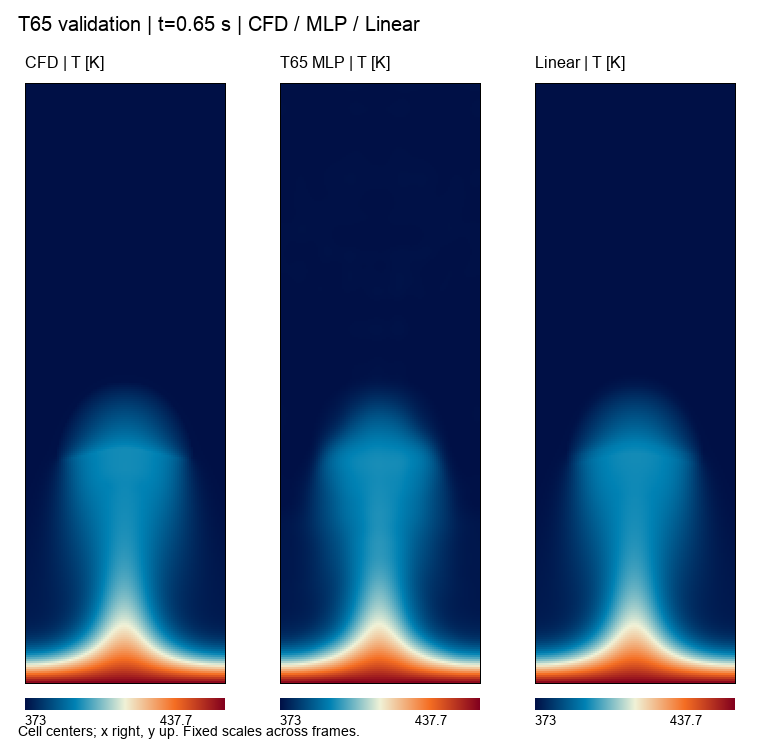 T65 validation | t=0.65 s | CFD / MLP / Linear
CFD | T [K]
T65 MLP | T [K]
Linear | T [K]
373 437.7
373 437.7
373 437.7
Cell centers; x right, y up. Fixed scales across frames.